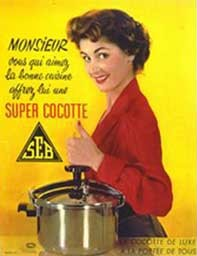 MONSIEUR
vous qui aimez
la bonne cuisine
offrez lui une
SUPER COCOTTE
SEB
LA COCOTTE DE LUXE
A LA PORTÉE DE TOUS